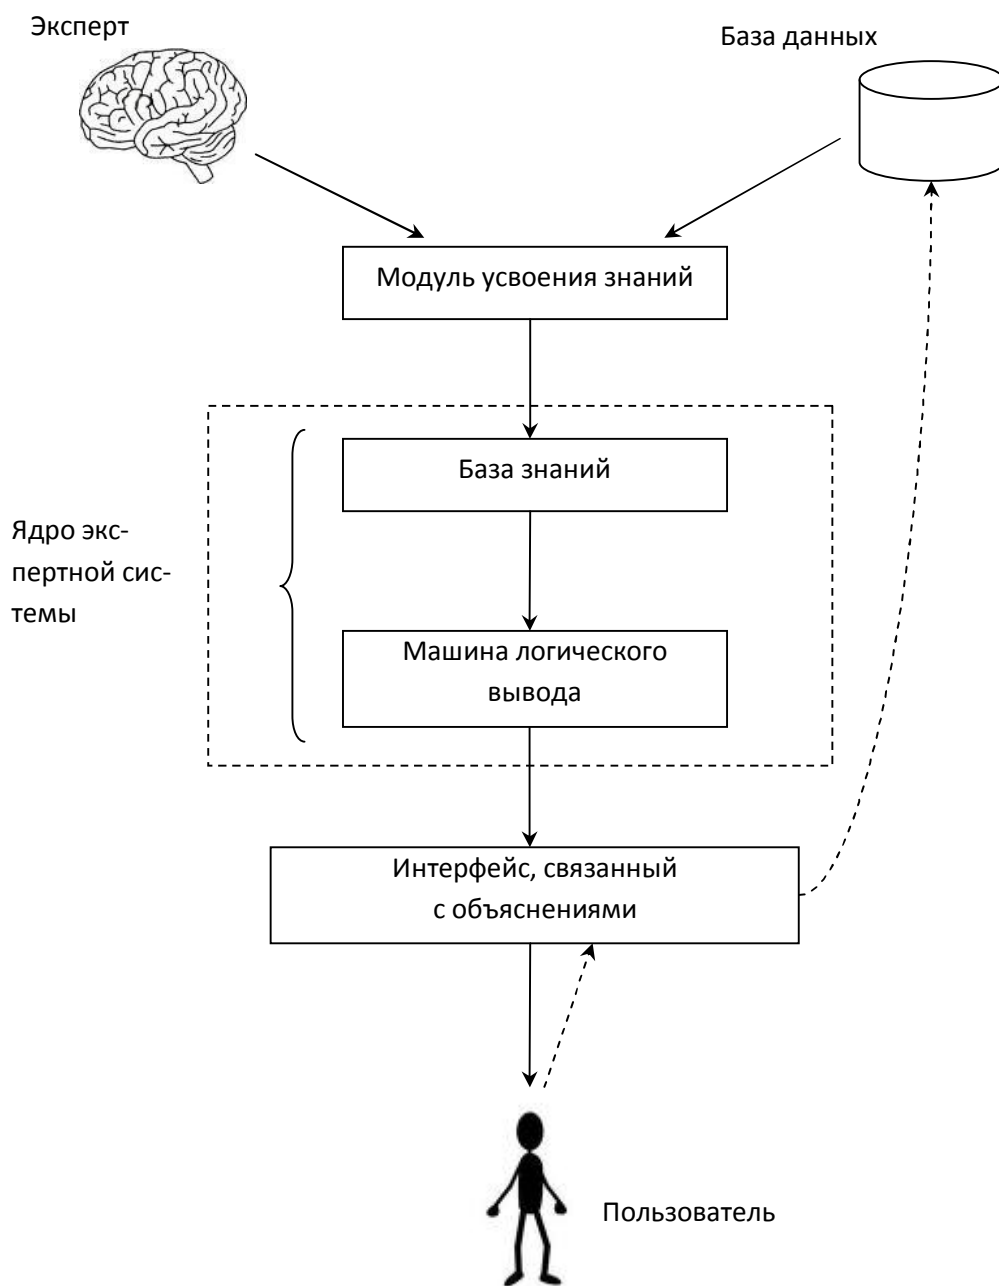 Эксперт
База данных
Модуль усвоения знаний
База знаний
Ядро экс-
пертной сис-
темы
Машина логического
вывода
Интерфейс, связанный
с объяснениями
Пользователь